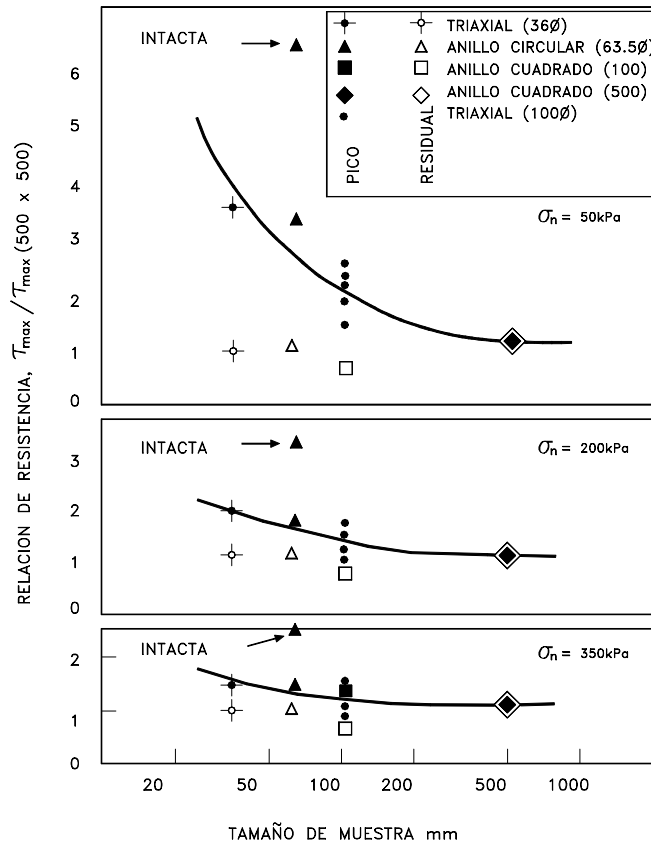 INTACTA
TRIAXIAL (36Ø)
ANILLO CIRCULAR (63.5Ø)
ANILLO CUADRADO (100)
ANILLO CUADRADO (500)
TRIAXIAL (100Ø)
PICO
RESIDUAL
σn = 50kPa
6
5
4
3
2
1
0
RELACION DE RESISTENCIA, τmax / τmax (500 x 500)
INTACTA
σn = 200kPa
3
2
1
0
INTACTA
σn = 350kPa
2
1
0
20 50 100 200 500 1000
TAMAÑO DE MUESTRA mm